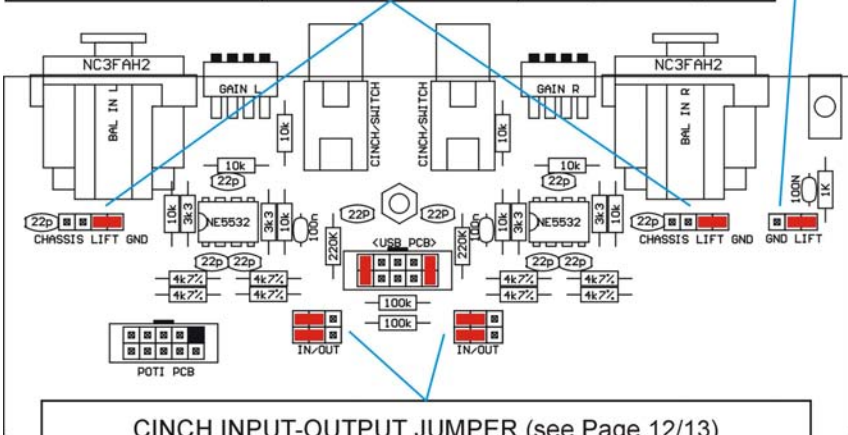 NC3FAH2
NC3FAH2
GAIN L
GAIN R
BAL IN L
CINCH/SWITCH
CINCH/SWITCH
BAL IN R
10k
10k
10k
22p
10k
22p
100N
1K
22p
10k
3k3
NE5532
3k3
10k
100n
22P
22P
100n
10k
3k3
NE5532
3k3
10k
22p
CHASSIS LIFT GND
220K
<USB PCB>
220K
CHASSIS LIFT GND
GND LIFT
22p
22p
22p
22p
4k7%
4k7%
4k7%
4k7%
4k7%
4k7%
4k7%
4k7%
100k
100k
IN/OUT
IN/OUT
POTI PCB
CINCH INPUT-OUTPUT JUMPER (see Page 12/13)